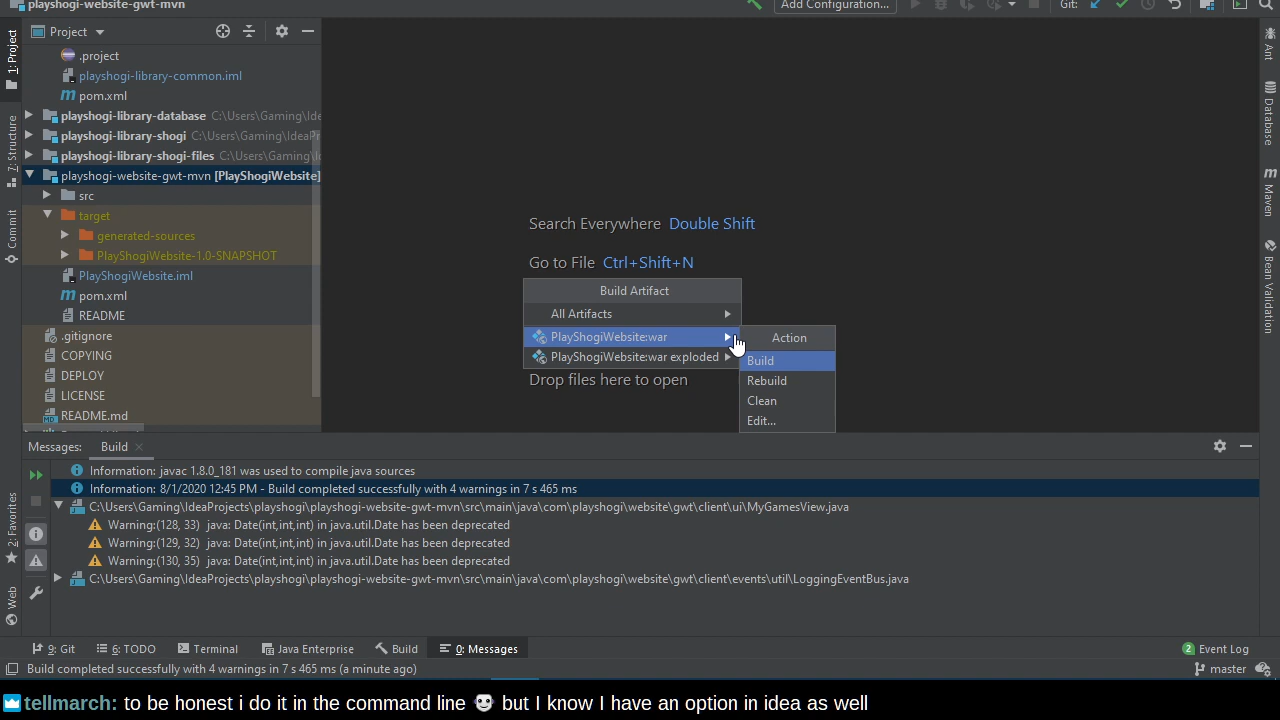 playshogi-website-gwt-mvn
Add Configuration...
Git:
1: Project
7: Structure
Commit
2: Favorites
Web
Project
.project
playshogi-library-common.iml
pom.xml
playshogi-library-database C:\Users\Gaming\Ide
playshogi-library-shogi C:\Users\Gaming\IdeaPr
playshogi-library-shogi-files C:\Users\Gaming\I
playshogi-website-gwt-mvn [PlayShogiWebsite]
src
target
generated-sources
PlayShogiWebsite-1.0-SNAPSHOT
PlayShogiWebsite.iml
pom.xml
README
.gitignore
COPYING
DEPLOY
LICENSE
README.md
Search Everywhere Double Shift
Go to File Ctrl+Shift+N
Build Artifact
All Artifacts
PlayShogiWebsite:war
PlayShogiWebsite:war exploded
Action
Build
Rebuild
Clean
Edit...
Drop files here to open
Ant
Database
Maven
Bean Validation
Messages: Build
Information: javac 1.8.0_181 was used to compile java sources
Information: 8/1/2020 12:45 PM - Build completed successfully with 4 warnings in 7 s 465 ms
C:\Users\Gaming\IdeaProjects\playshogi\playshogi-website-gwt-mvn\src\main\java\com\playshogi\website\gwt\client\ui\MyGamesView.java
Warning:(128, 33) java: Date(int,int,int) in java.util.Date has been deprecated
Warning:(129, 32) java: Date(int,int,int) in java.util.Date has been deprecated
Warning:(130, 35) java: Date(int,int,int) in java.util.Date has been deprecated
C:\Users\Gaming\IdeaProjects\playshogi\playshogi-website-gwt-mvn\src\main\java\com\playshogi\website\gwt\client\events\util\LoggingEventBus.java
9: Git 6: TODO Terminal Java Enterprise Build 0: Messages 2 Event Log
Build completed successfully with 4 warnings in 7 s 465 ms (a minute ago) master
tellmarch: to be honest i do it in the command line but I know I have an option in idea as well